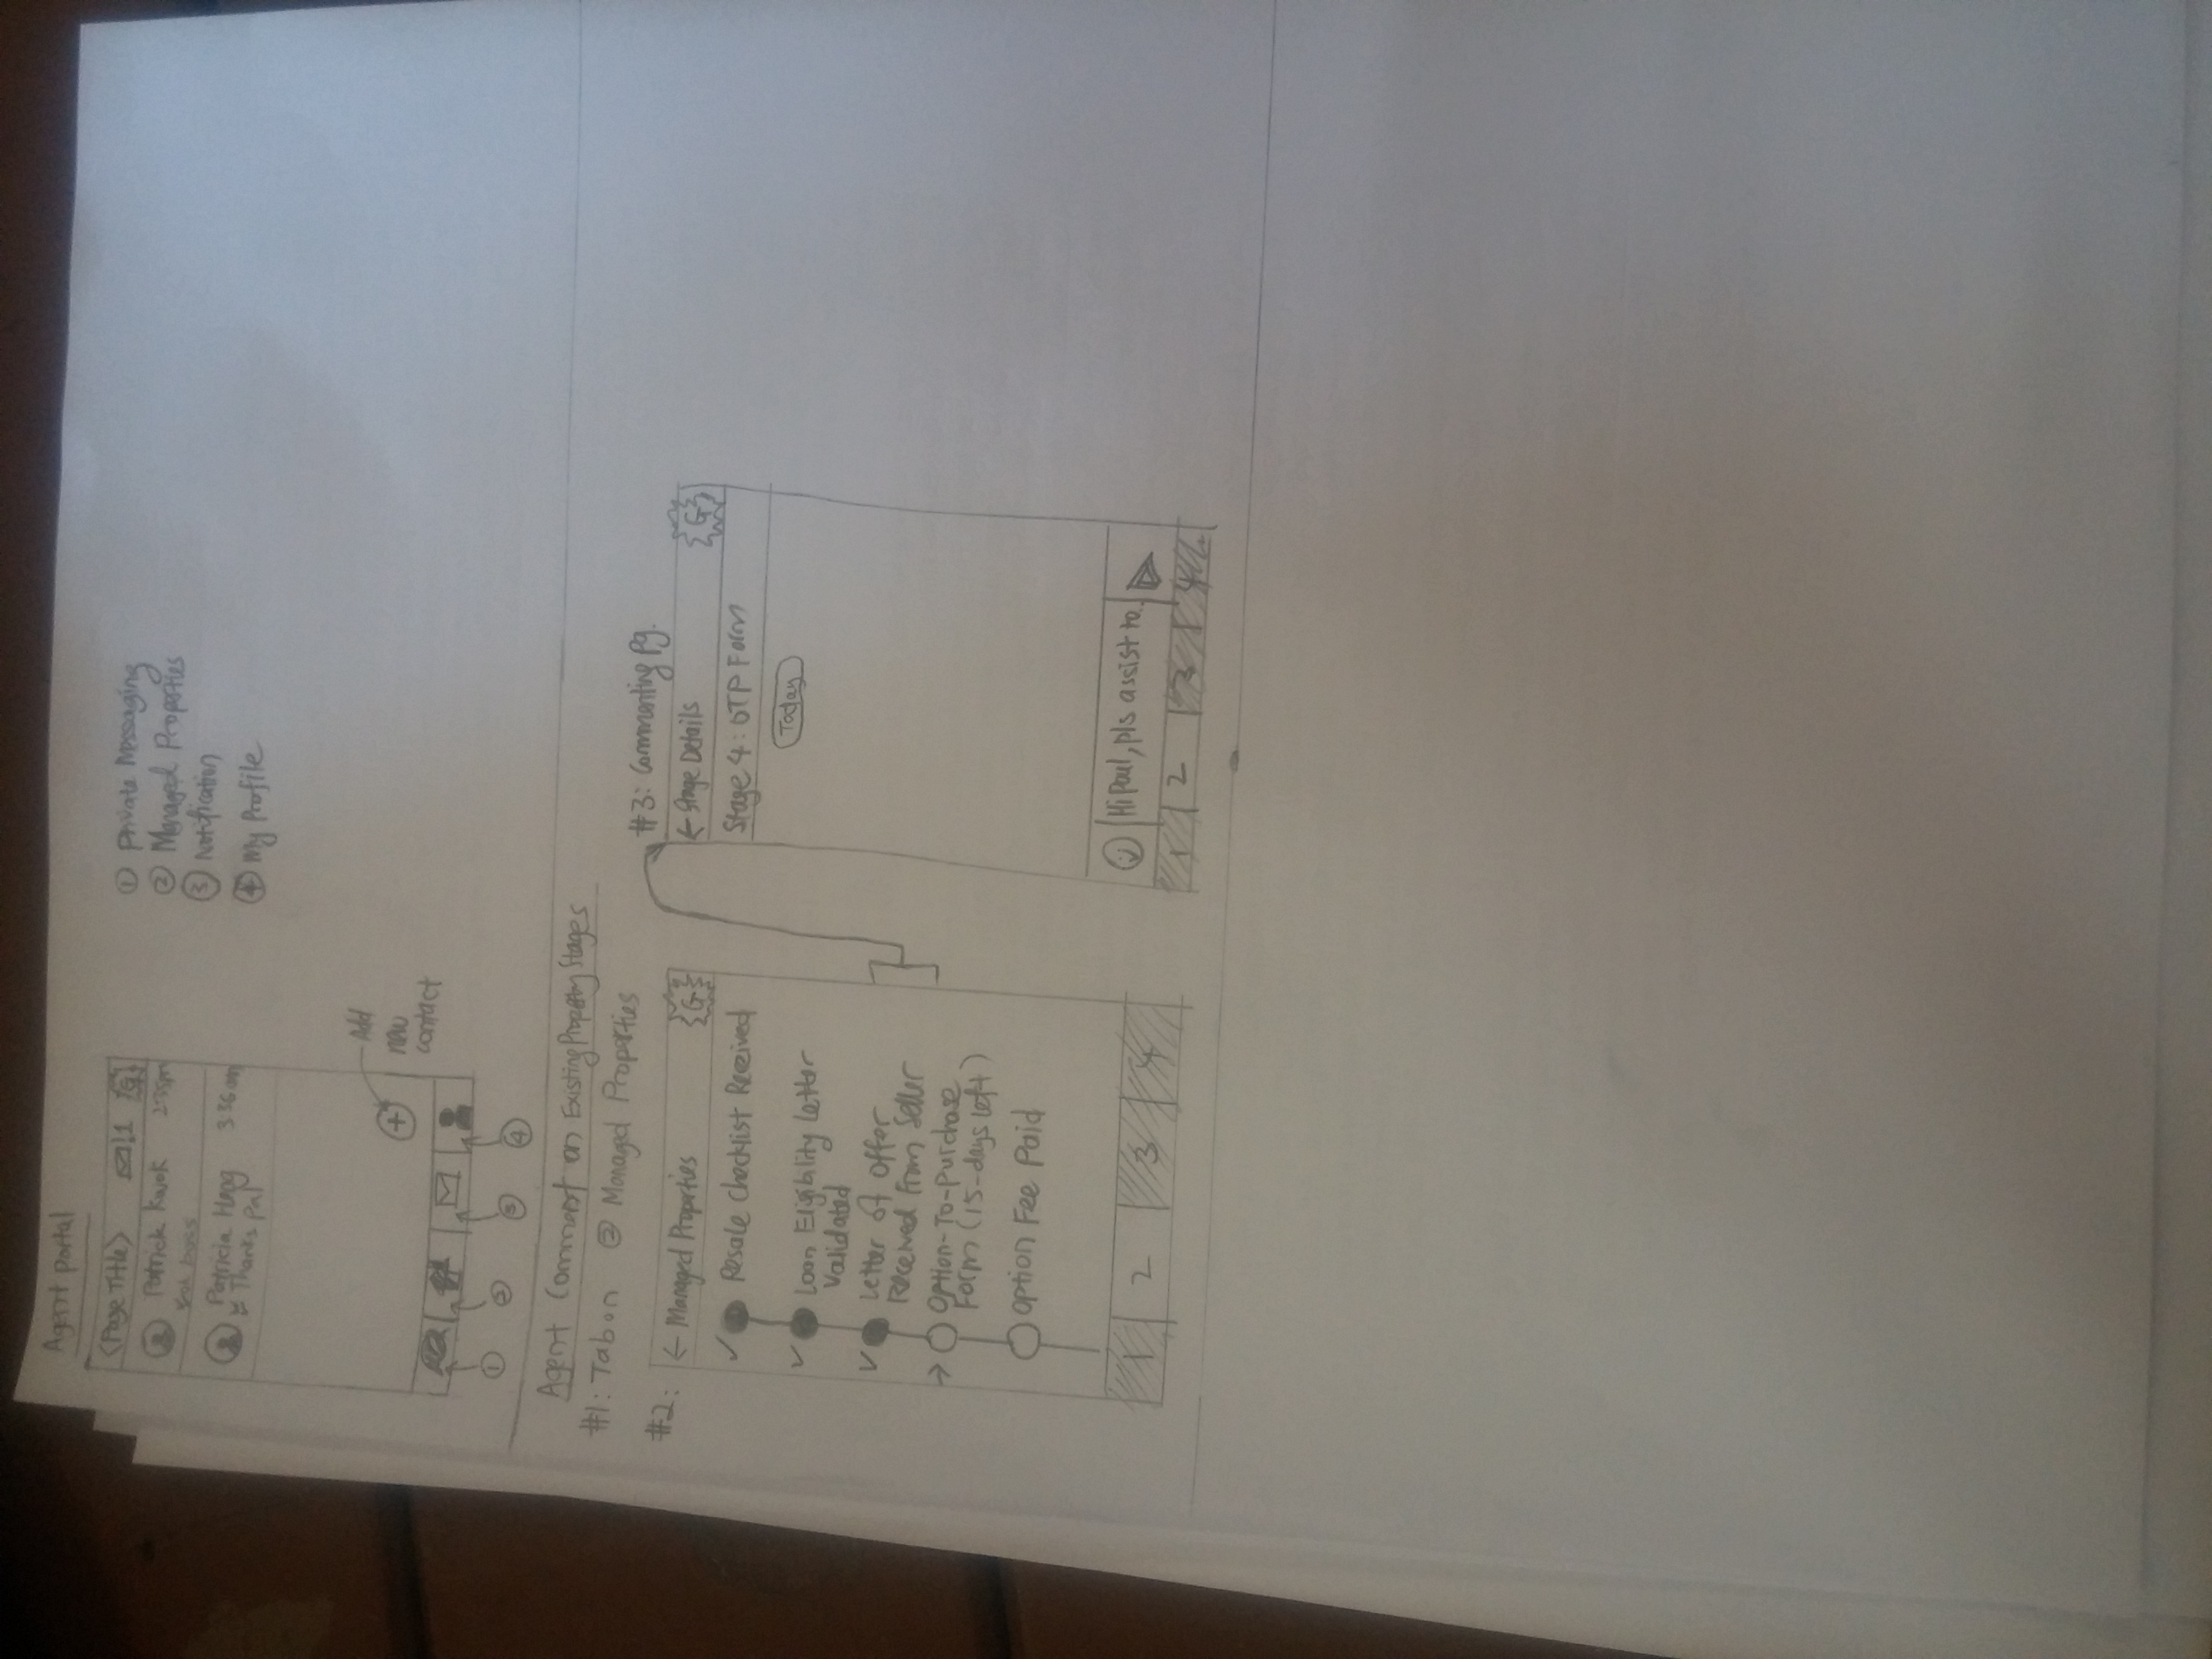 Agent portal
<Page Title> !1 G
Patrick Kwok 2:35pm
ok boss
Patricia Hong 3:36am
Thanks Pal
Add
new
contact
+
1 2 3 4
① Private Messaging
② Managed Properties
③ Notification
④ My Profile
Agent Comment on Existing Property Stages
#1: Tab on ② Managed Properties
#2:
← Managed Properties G
✓ Resale Checklist Received
✓ Loan Eligibility Letter
Validated
✓ Letter of offer
Received From Seller
→ Option-To-Purchase
Form (15-days left)
Option Fee Paid
1 2 3 4
#3: Commenting Pg.
← Stage Details G
Stage 4: OTP Form
Today
Hi Paul, pls assist to..
1 2 3 4